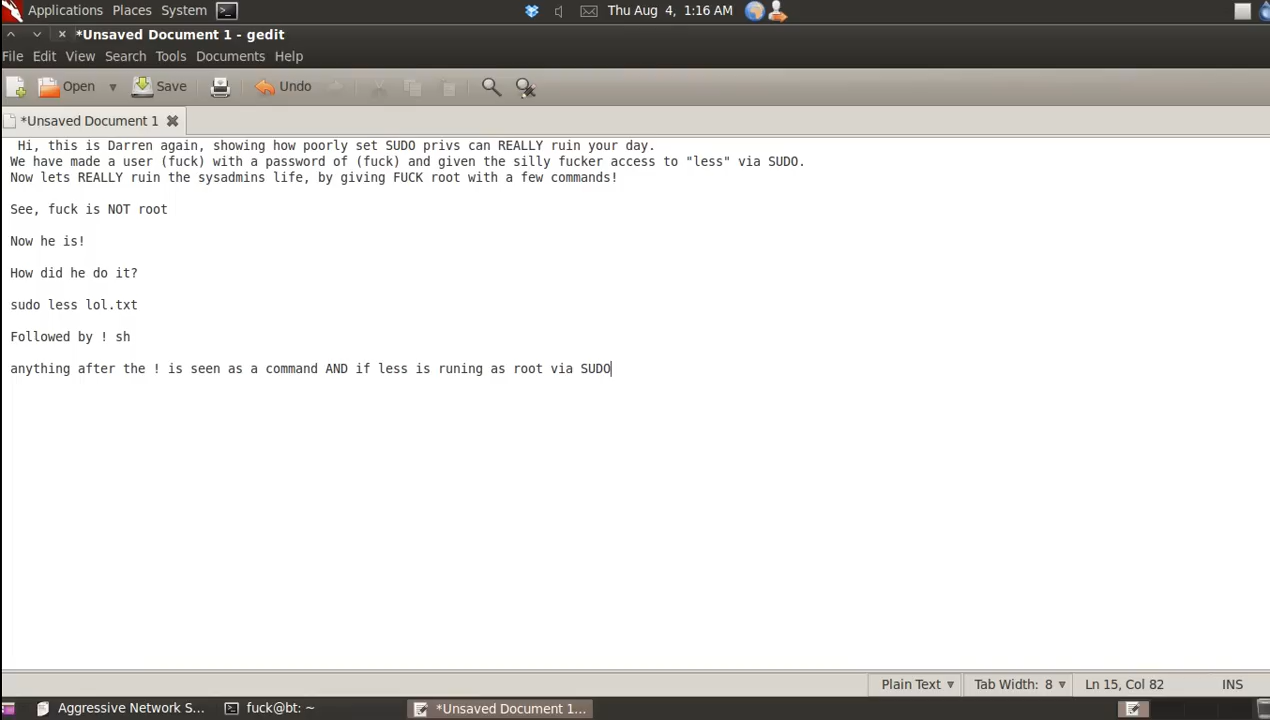 Applications Places System Thu Aug 4, 1:16 AM
*Unsaved Document 1 - gedit
File Edit View Search Tools Documents Help
Open Save Undo
*Unsaved Document 1
Hi, this is Darren again, showing how poorly set SUDO privs can REALLY ruin your day.
We have made a user (fuck) with a password of (fuck) and given the silly fucker access to "less" via SUDO.
Now lets REALLY ruin the sysadmins life, by giving FUCK root with a few commands!
See, fuck is NOT root
Now he is!
How did he do it?
sudo less lol.txt
Followed by ! sh
anything after the ! is seen as a command AND if less is runing as root via SUDO
Plain Text Tab Width: 8 Ln 15, Col 82 INS
Aggressive Network S... fuck@bt: ~ *Unsaved Document 1...